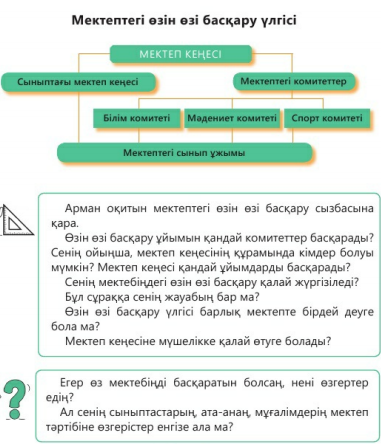 Мектептегі өзін өзі басқару үлгісі
МЕКТЕП КЕҢЕСІ
Сыныптағы мектеп кеңесі
Мектептегі комитеттер
Білім комитеті
Мадениет комитеті
Спорт комитеті
Мектептегі сынып ұжымы
Арман оқитын мектептегі өзін өзі басқару сызбасына
қара.
Өзін өзі басқару ұйымын қандай комитеттер басқарады?
Сенің ойыңша, мектеп кеңесінің құрамында кімдер болуы
мүмкін? Мектеп кеңесі қандай ұйымдарды басқарады?
Сенің мектебіңдегі өзін өзі басқару қалай жүргізіледі?
Бұл сұраққа сенің жауабың бар ма?
Өзін өзі басқару үлгісі барлық мектепте бірдей деуге
бола ма?
Мектеп кеңесіне мүшелікке қалай өтуге болады?
?
Егер өз мектебіңді басқаратын болсаң, нені өзгертер
едің?
Ал сенің сыныптастарың, ата-анаң, мұғалімдерің мектеп
тәртібіне өзгерістер енгізе ала ма?